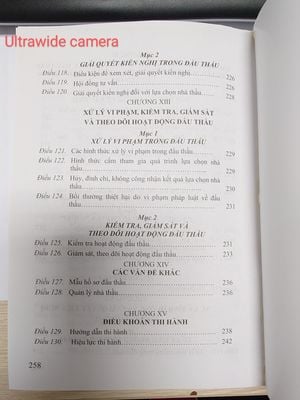 Ultrawide camera
Mục 2
GIẢI QUYẾT KIẾN NGHỊ TRONG ĐẤU THẦU
Điều 118. Điều kiện để xem xét, giải quyết kiến nghị 226
Điều 119. Hội đồng tư vấn 226
Điều 120. Giải quyết kiến nghị đối với lựa chọn nhà thầu 228
CHƯƠNG XIII
XỬ LÝ VI PHẠM, KIỂM TRA, GIÁM SÁT
VÀ THEO DÕI HOẠT ĐỘNG ĐẤU THẦU
Mục 1
XỬ LÝ VI PHẠM TRONG ĐẤU THẦU
Điều 121. Các hình thức xử lý vi phạm trong đấu thầu 229
Điều 122. Hình thức cấm tham gia quá trình lựa chọn nhà
thầu 229
Điều 123. Hủy, đình chỉ, không công nhận kết quả lựa chọn nhà
thầu 230
Điều 124. Bồi thường thiệt hại do vi phạm pháp luật về đấu
thầu 231
Mục 2
KIỂM TRA, GIÁM SÁT VÀ
THEO DÕI HOẠT ĐỘNG ĐẤU THẦU
Điều 125. Kiểm tra hoạt động đấu thầu 231
Điều 126. Giám sát, theo dõi hoạt động đấu thầu 233
CHƯƠNG XIV
CÁC VẤN ĐỀ KHÁC
Điều 127. Mẫu hồ sơ đấu thầu 236
Điều 128. Quản lý nhà thầu 236
CHƯƠNG XV
ĐIỀU KHOẢN THI HÀNH
Điều 129. Hướng dẫn thi hành 238
Điều 130. Hiệu lực thi hành 242
258